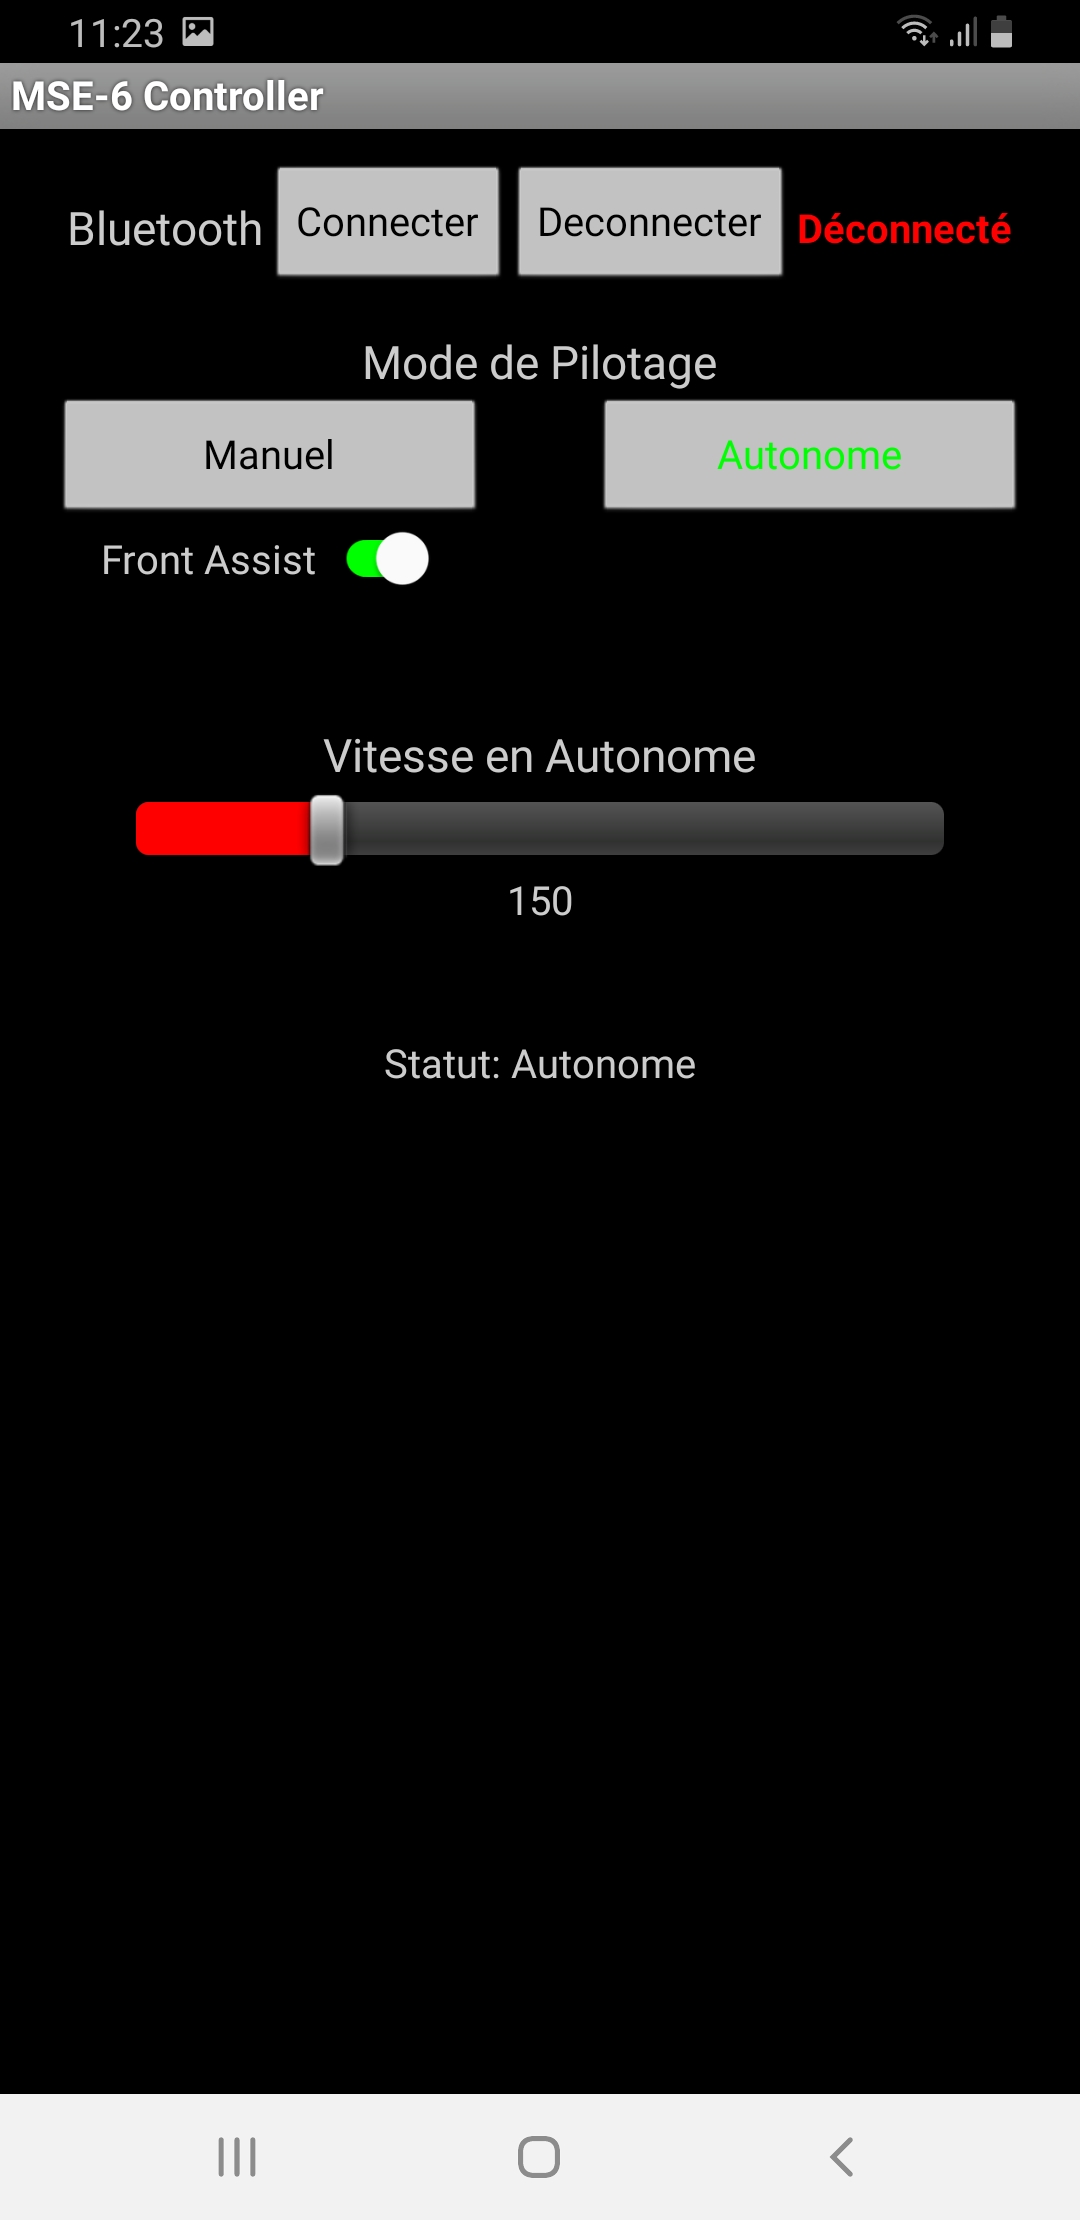 11:23
MSE-6 Controller
Bluetooth Connecter Deconnecter Déconnecté
Mode de Pilotage
Manuel Autonome
Front Assist
Vitesse en Autonome
150
Statut: Autonome